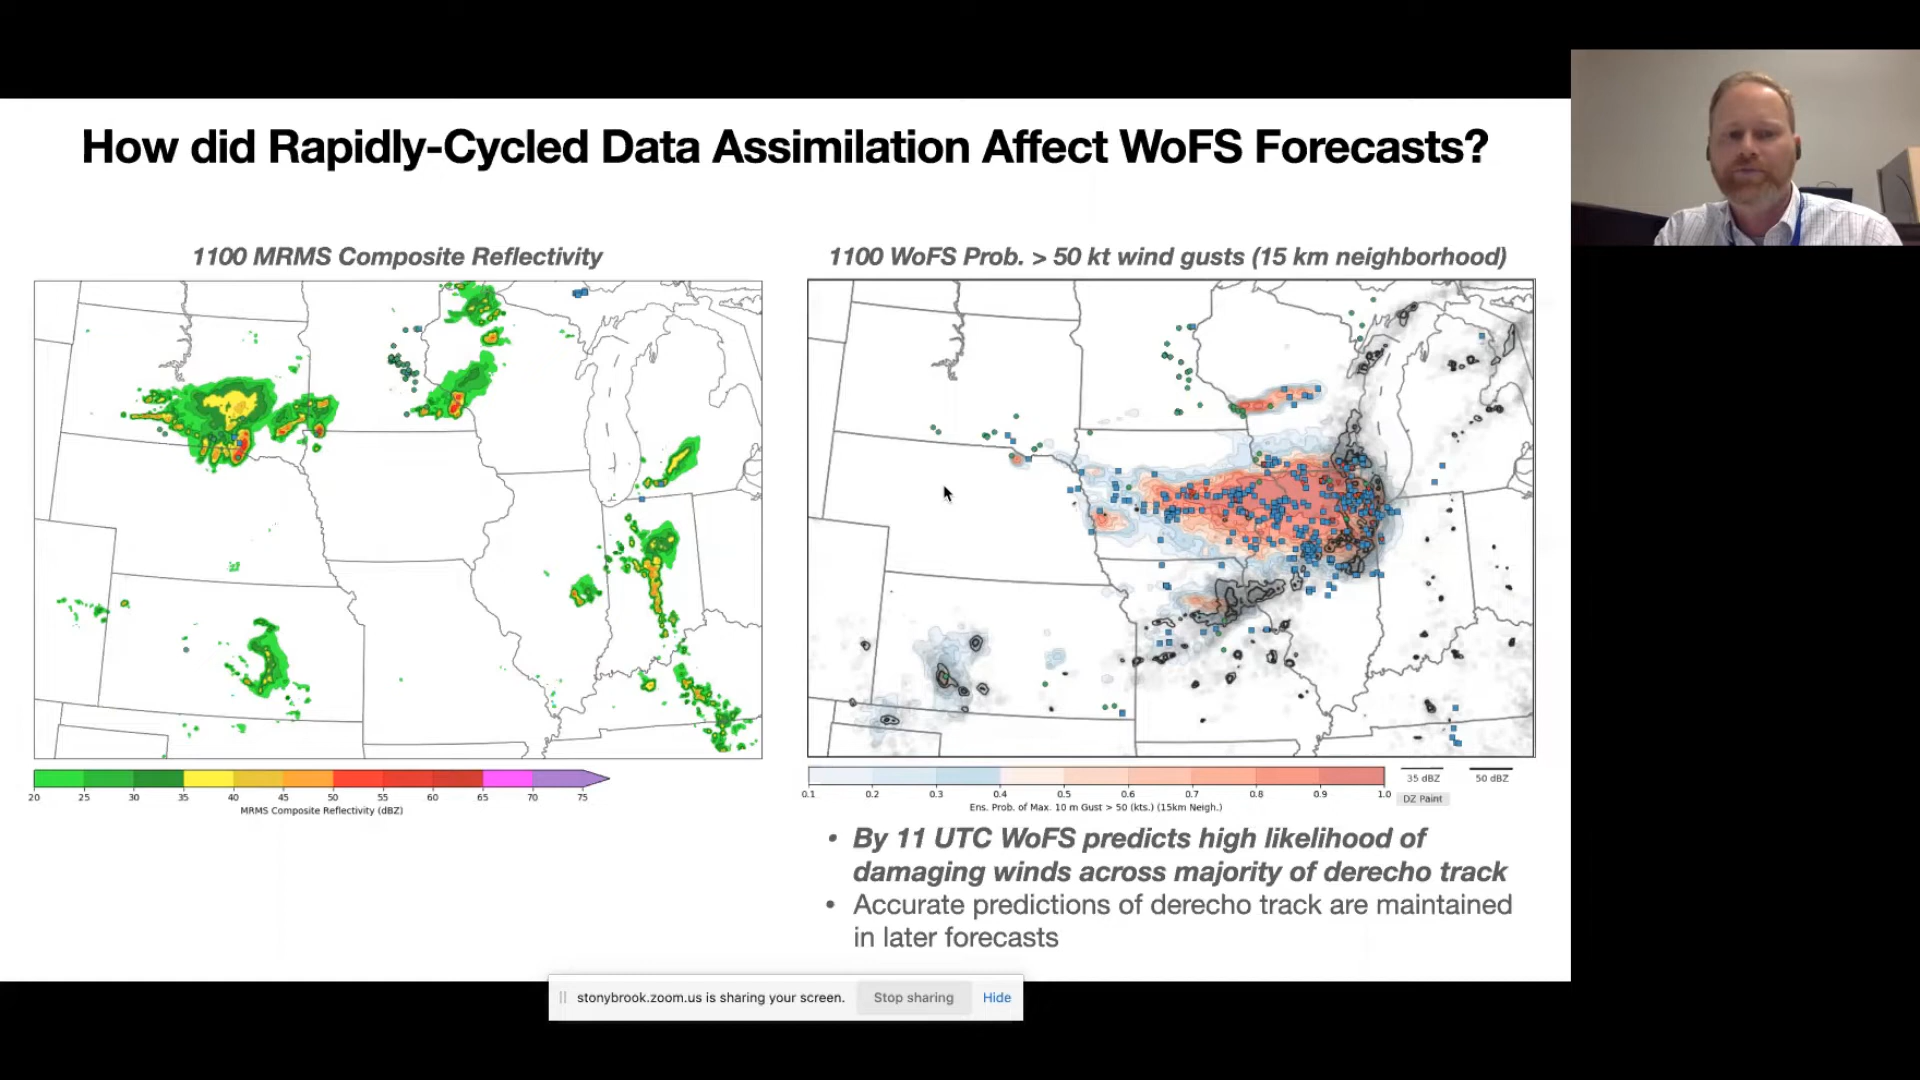 How did Rapidly-Cycled Data Assimilation Affect WoFS Forecasts?
1100 MRMS Composite Reflectivity
1100 WoFS Prob. > 50 kt wind gusts (15 km neighborhood)
20 25 30 35 40 45 50 55 60 65 70 75
MRMS Composite Reflectivity (dBZ)
0.1 0.2 0.3 0.4 0.5 0.6 0.7 0.8 0.9 1.0
Ens. Prob. of Max. 10 m Gust > 50 (kts.) (15km Neigh.)
35 dBZ 50 dBZ
DZ Paint
• By 11 UTC WoFS predicts high likelihood of
damaging winds across majority of derecho track
• Accurate predictions of derecho track are maintained
in later forecasts
stonybrook.zoom.us is sharing your screen. Stop sharing Hide